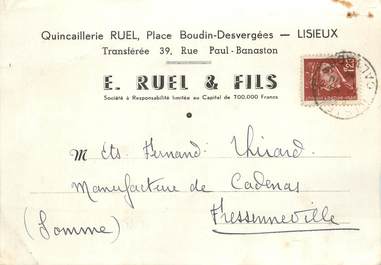 Quincaillerie RUEL, Place Boudin-Desvergées — LISIEUX
Transférée 39, Rue Paul-Banaston
E. RUEL & FILS
Société à Responsabilité limitée au Capital de 700.000 Francs
M Ets. Fernand Thirard
Manufacture de Cadenas
Fressenneville
(Somme)